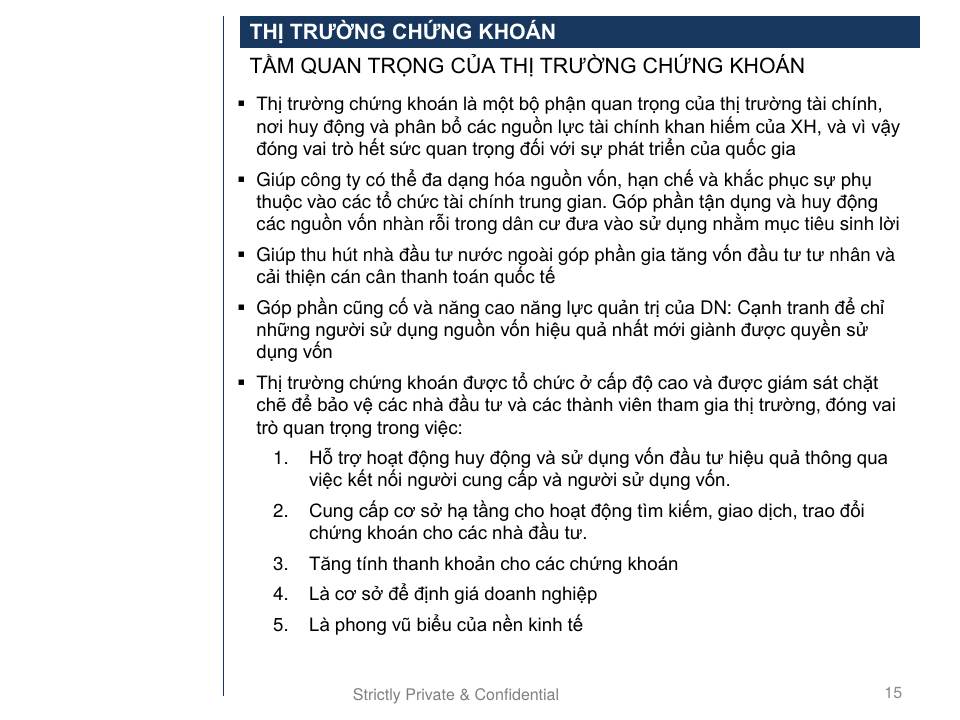 THỊ TRƯỜNG CHỨNG KHOÁN
TẦM QUAN TRỌNG CỦA THỊ TRƯỜNG CHỨNG KHOÁN
▪ Thị trường chứng khoán là một bộ phận quan trọng của thị trường tài chính,
nơi huy động và phân bổ các nguồn lực tài chính khan hiếm của XH, và vì vậy
đóng vai trò hết sức quan trọng đối với sự phát triển của quốc gia
▪ Giúp công ty có thể đa dạng hóa nguồn vốn, hạn chế và khắc phục sự phụ
thuộc vào các tổ chức tài chính trung gian. Góp phần tận dụng và huy động
các nguồn vốn nhàn rỗi trong dân cư đưa vào sử dụng nhằm mục tiêu sinh lời
▪ Giúp thu hút nhà đầu tư nước ngoài góp phần gia tăng vốn đầu tư tư nhân và
cải thiện cán cân thanh toán quốc tế
▪ Góp phần cũng cố và năng cao năng lực quản trị của DN: Cạnh tranh để chỉ
những người sử dụng nguồn vốn hiệu quả nhất mới giành được quyền sử
dụng vốn
▪ Thị trường chứng khoán được tổ chức ở cấp độ cao và được giám sát chặt
chẽ để bảo vệ các nhà đầu tư và các thành viên tham gia thị trường, đóng vai
trò quan trọng trong việc:
1. Hỗ trợ hoạt động huy động và sử dụng vốn đầu tư hiệu quả thông qua
việc kết nối người cung cấp và người sử dụng vốn.
2. Cung cấp cơ sở hạ tầng cho hoạt động tìm kiếm, giao dịch, trao đổi
chứng khoán cho các nhà đầu tư.
3. Tăng tính thanh khoản cho các chứng khoán
4. Là cơ sở để định giá doanh nghiệp
5. Là phong vũ biểu của nền kinh tế
Strictly Private & Confidential
15